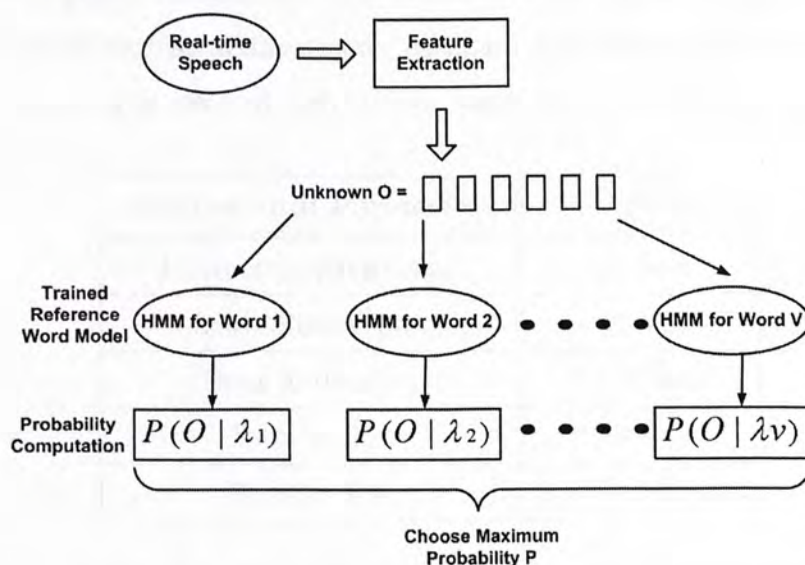 Real-time
Speech
Feature
Extraction
Unknown O =
Trained
Reference
Word Model
HMM for Word 1
HMM for Word 2
HMM for Word V
Probability
Computation
P(O | λ1)
P(O | λ2)
P(O | λv)
Choose Maximum
Probability P